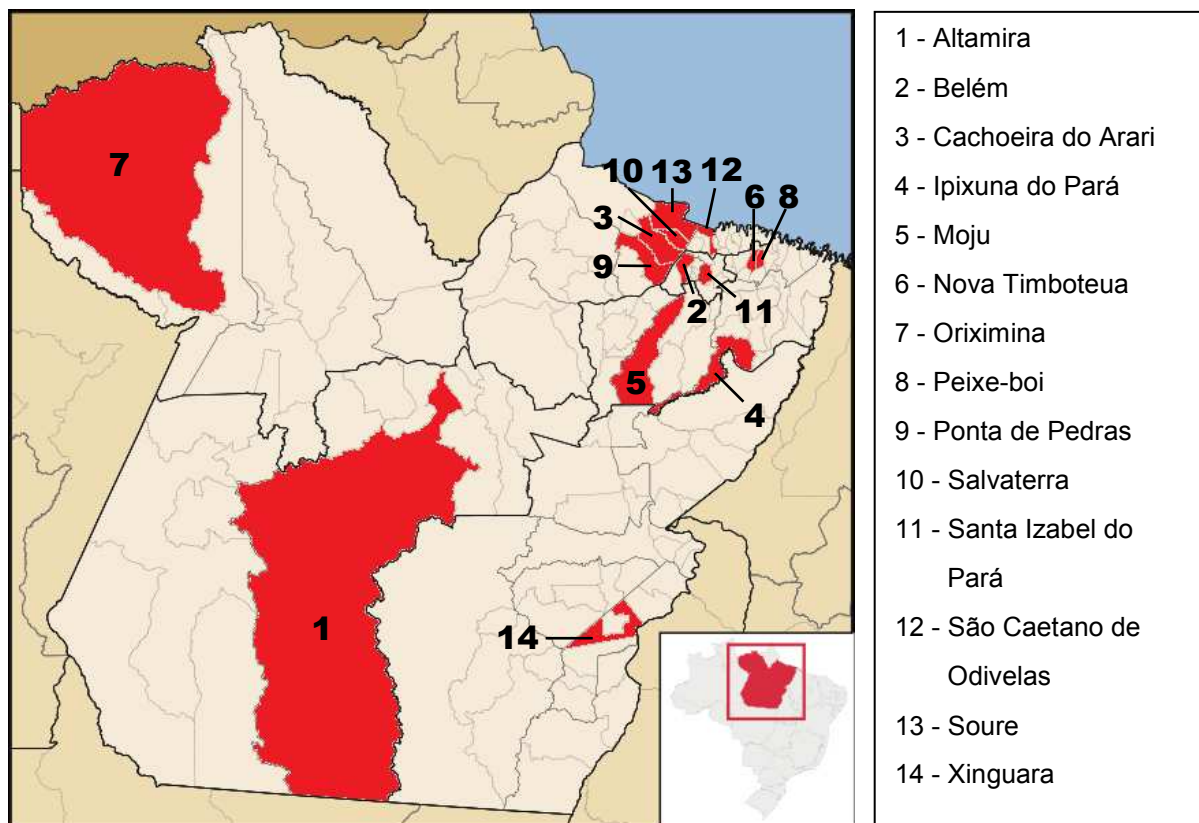 7
10 13 12
6 8
3
9
2
11
5
4
1
14
1 - Altamira
2 - Belém
3 - Cachoeira do Arari
4 - Ipixuna do Pará
5 - Moju
6 - Nova Timboteua
7 - Oriximina
8 - Peixe-boi
9 - Ponta de Pedras
10 - Salvaterra
11 - Santa Izabel do
Pará
12 - São Caetano de
Odivelas
13 - Soure
14 - Xinguara